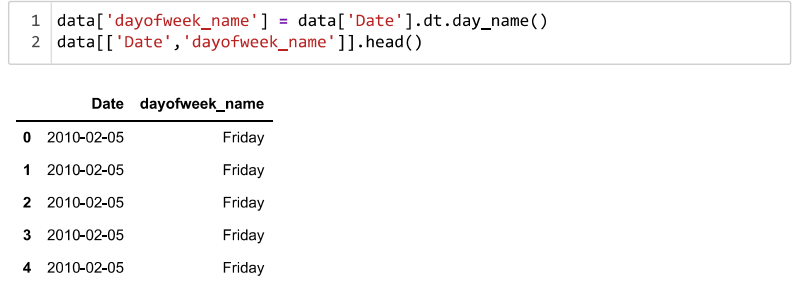 1 data['dayofweek_name'] = data['Date'].dt.day_name()
2 data[['Date','dayofweek_name']].head()
Date dayofweek_name
0 2010-02-05 Friday
1 2010-02-05 Friday
2 2010-02-05 Friday
3 2010-02-05 Friday
4 2010-02-05 Friday